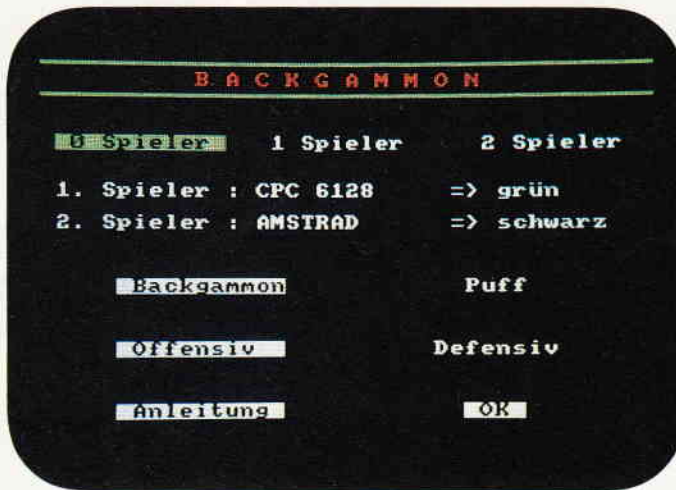 B A C K G A M M O N
0 Spieler 1 Spieler 2 Spieler
1. Spieler : CPC 6128 => grün
2. Spieler : AMSTRAD => schwarz
Backgammon Puff
Offensiv Defensiv
Anleitung OK